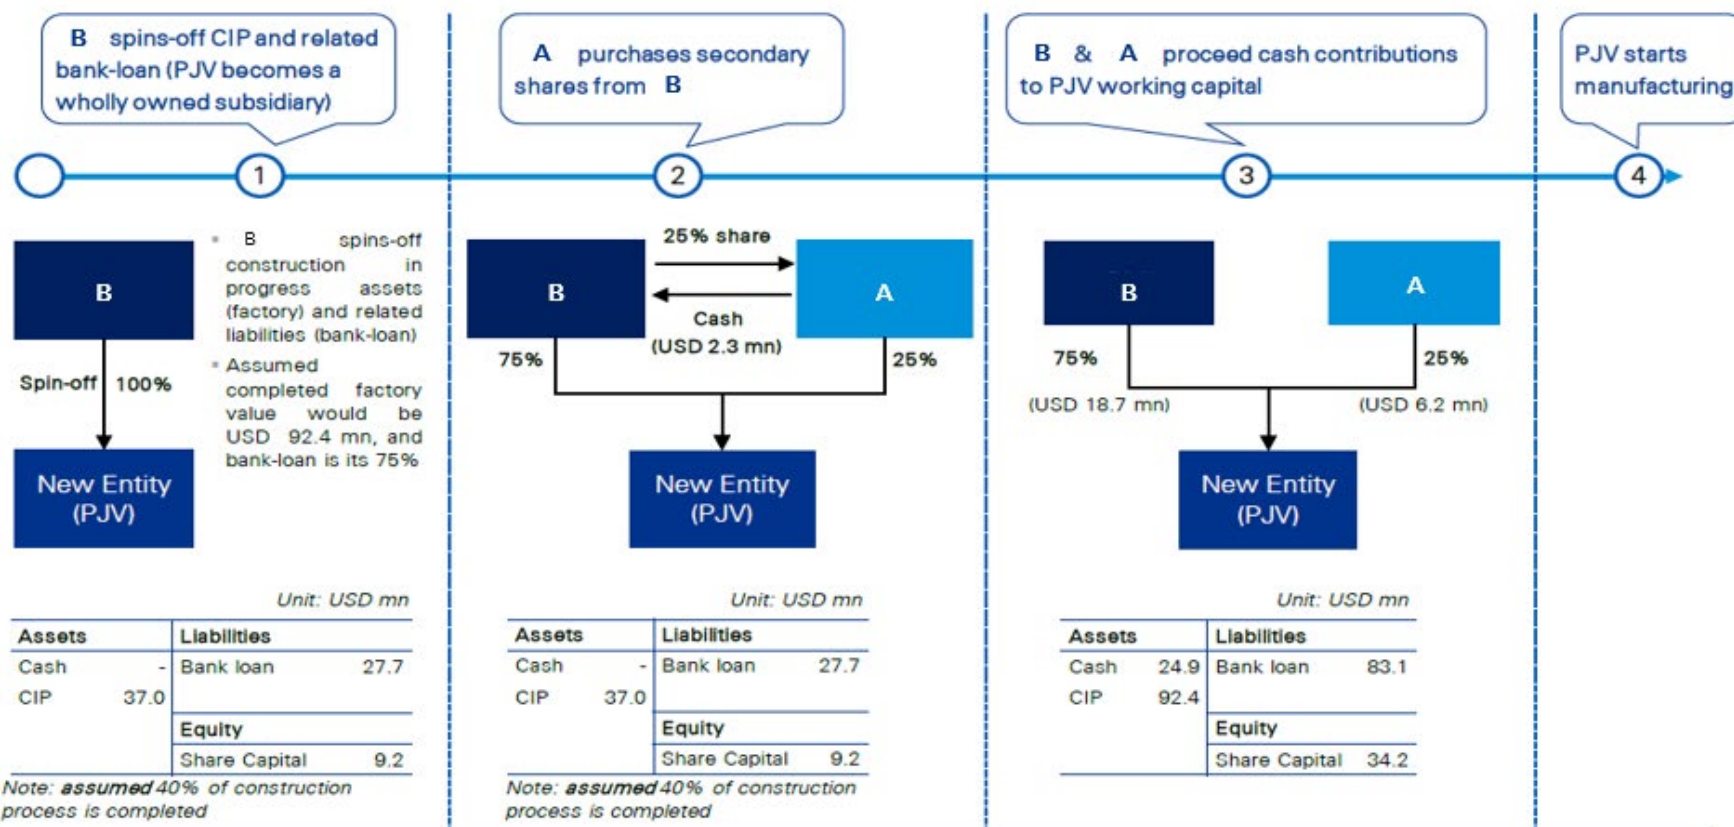 B spins-off CIP and related
bank-loan (PJV becomes a
wholly owned subsidiary)
A purchases secondary
shares from B
B & A proceed cash contributions
to PJV working capital
PJV starts
manufacturing
1
2
3
4
B
Spin-off 100%
New Entity
(PJV)
▪ B spins-off
construction in
progress assets
(factory) and related
liabilities (bank-loan)
▪ Assumed
completed factory
value would be
USD 92.4 mn, and
bank-loan is its 75%
Unit: USD mn
Assets Liabilities
Cash - Bank loan 27.7
CIP 37.0
Equity
Share Capital 9.2
Note: assumed 40% of construction
process is completed
25% share
B A
Cash
(USD 2.3 mn)
75% 25%
New Entity
(PJV)
Unit: USD mn
Assets Liabilities
Cash - Bank loan 27.7
CIP 37.0
Equity
Share Capital 9.2
Note: assumed 40% of construction
process is completed
B A
75% 25%
(USD 18.7 mn) (USD 6.2 mn)
New Entity
(PJV)
Unit: USD mn
Assets Liabilities
Cash 24.9 Bank loan 83.1
CIP 92.4
Equity
Share Capital 34.2